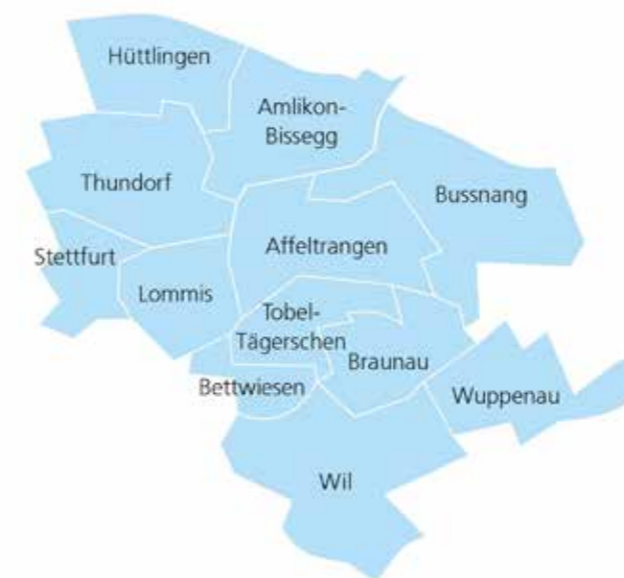 Hüttlingen
Amlikon-
Bissegg
Thundorf
Bussnang
Stettfurt
Affeltrangen
Lommis
Tobel-
Tägerschen
Braunau
Bettwiesen
Wuppenau
Wil